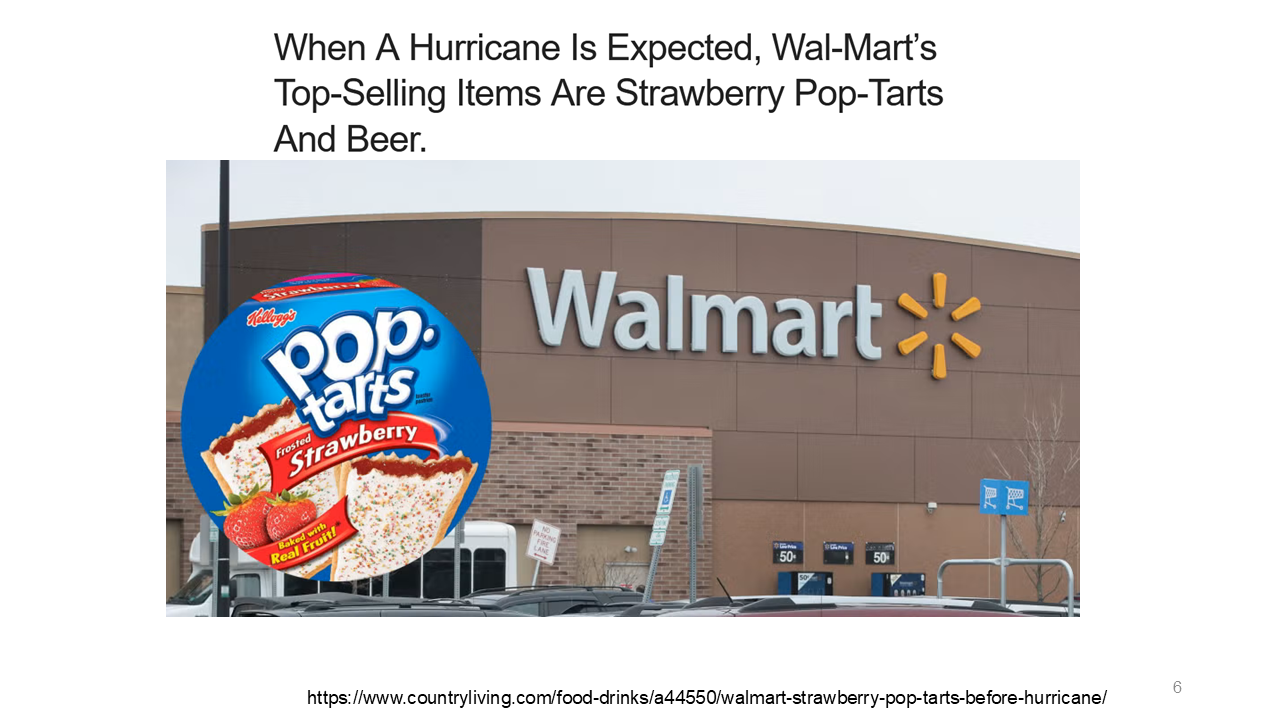 When A Hurricane Is Expected, Wal-Mart’s
Top-Selling Items Are Strawberry Pop-Tarts
And Beer.
Walmart
Strawberry
Kellogg's
pop.
tarts
Frosted
Strawberry
Baked with
Real Fruit!
NO
PARKING
FIRE
LANE
50¢
50¢
50¢
https://www.countryliving.com/food-drinks/a44550/walmart-strawberry-pop-tarts-before-hurricane/
6